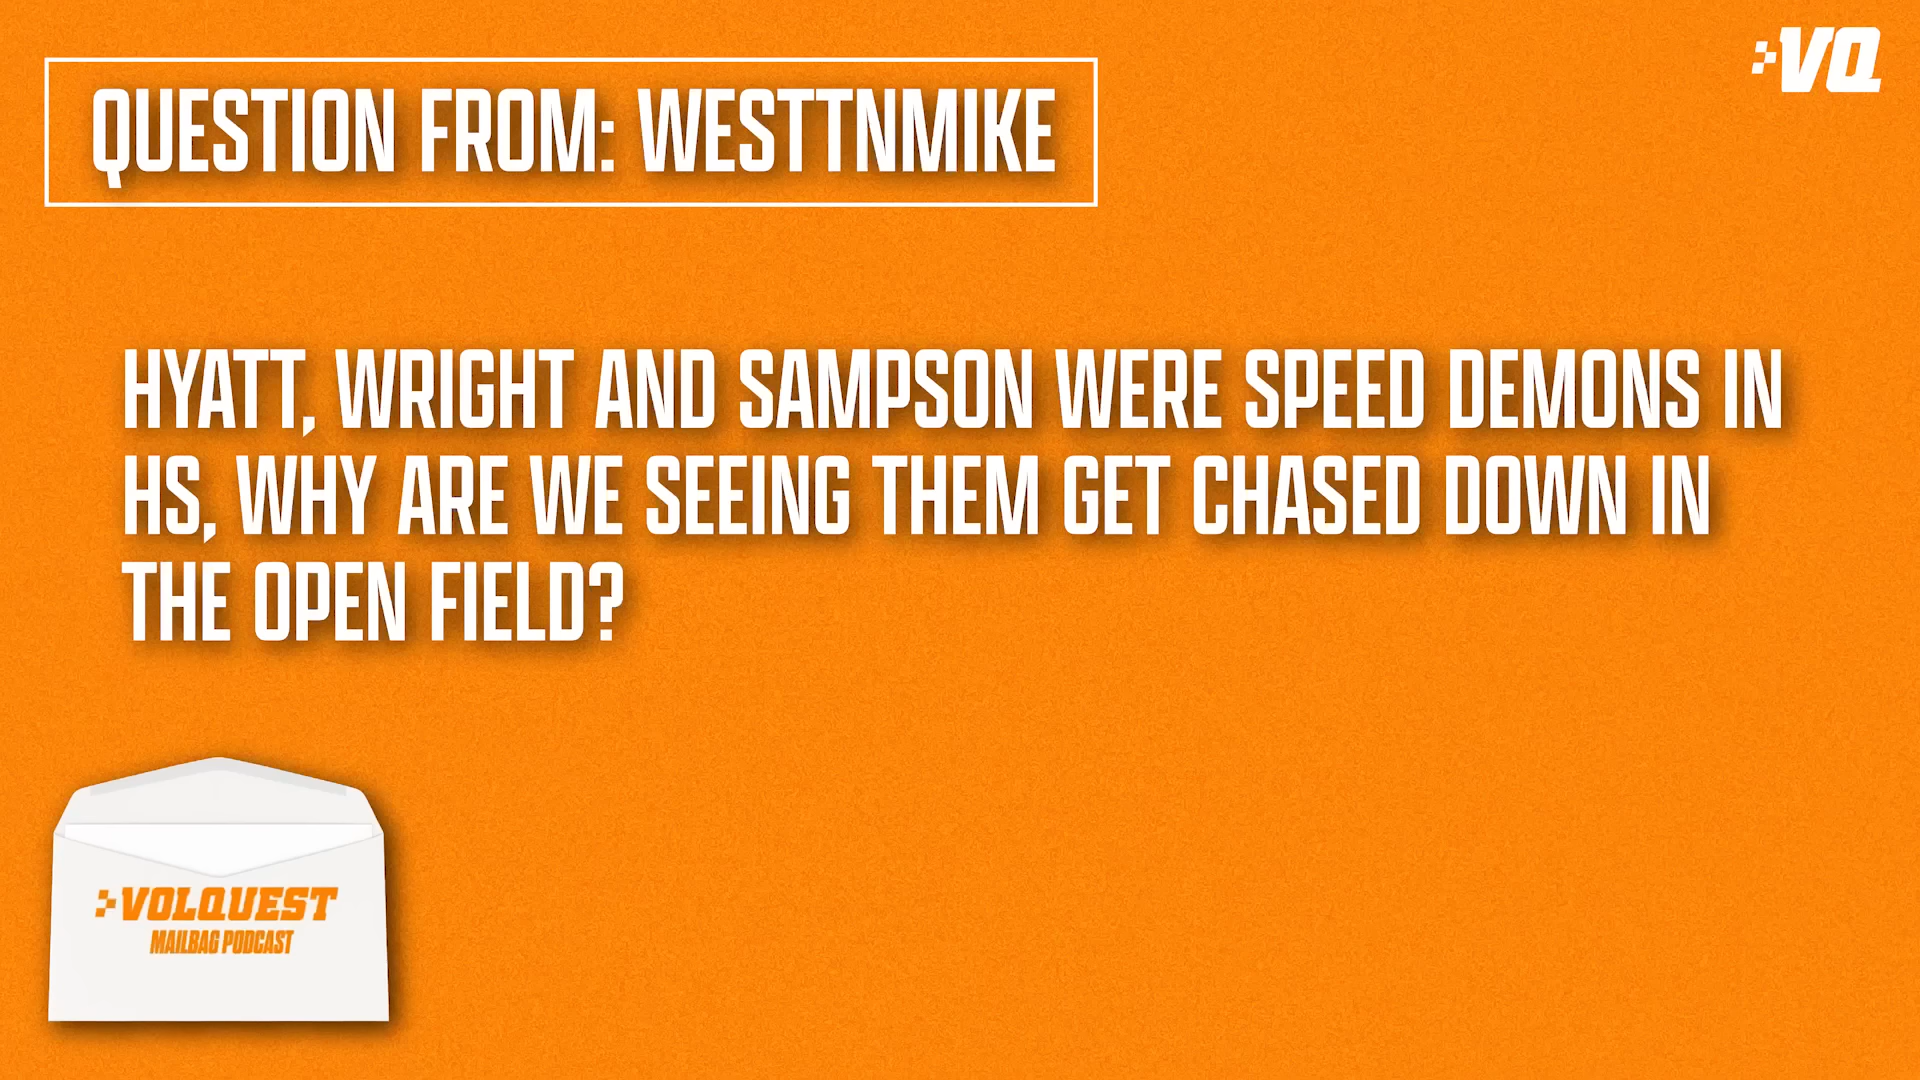 VQ
QUESTION FROM: WESTTNMIKE
HYATT, WRIGHT AND SAMPSON WERE SPEED DEMONS IN
HS, WHY ARE WE SEEING THEM GET CHASED DOWN IN
THE OPEN FIELD?
VOLQUEST
MAILBAG PODCAST